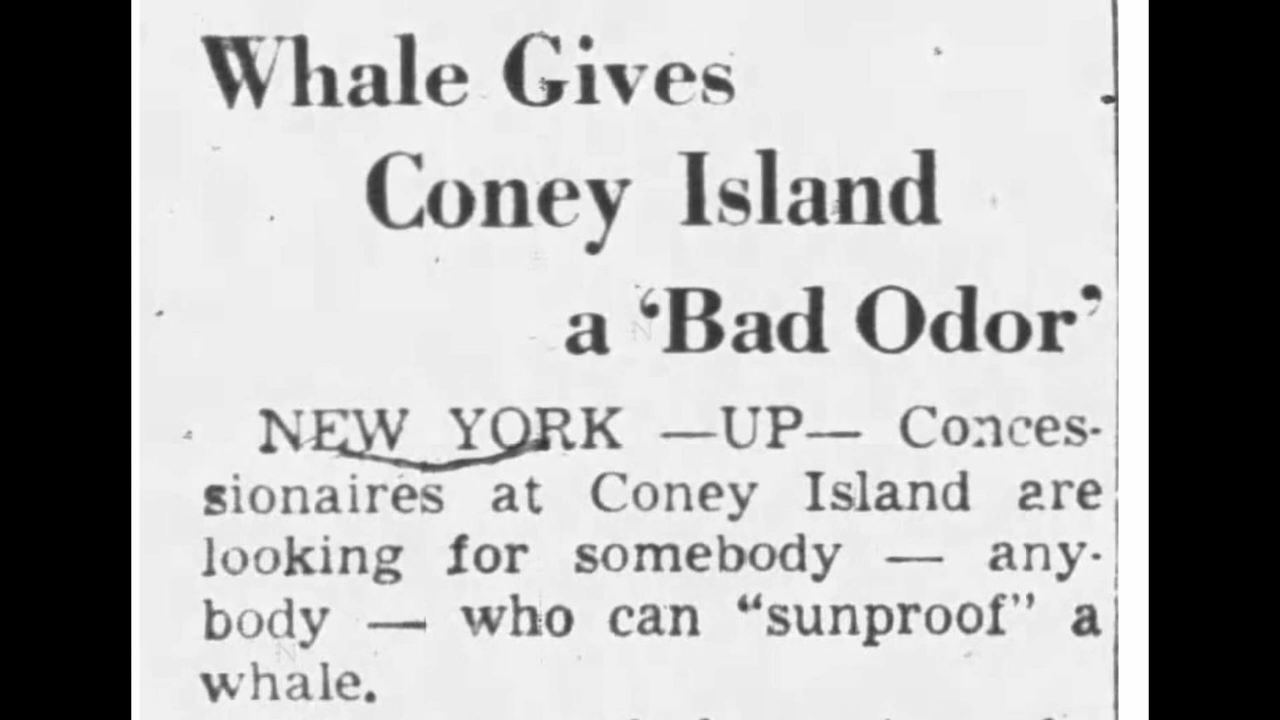 Whale Gives
Coney Island
a ‘Bad Odor’
NEW YORK —UP— Conces-
sionaires at Coney Island are
looking for somebody — any-
body — who can “sunproof” a
whale.